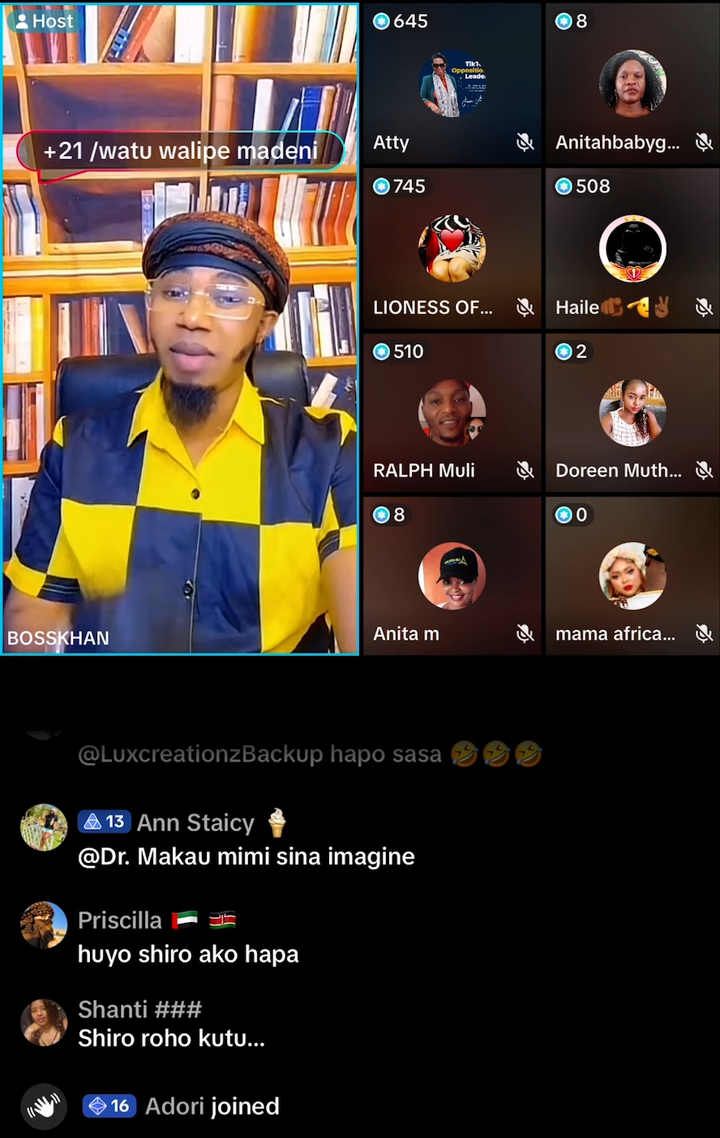 Host
+21 /watu walipe madeni
BOSSKHAN
645
Atty
8
Anitahbabyg...
745
LIONESS OF...
508
Haile
510
RALPH Muli
2
Doreen Muth...
8
Anita m
0
mama africa...
@LuxcreationzBackup hapo sasa 🤣🤣🤣
13 Ann Staicy 🍦
@Dr. Makau mimi sina imagine
Priscilla 🇦🇪 🇰🇪
huyo shiro ako hapa
Shanti ###
Shiro roho kutu...
16 Adori joined